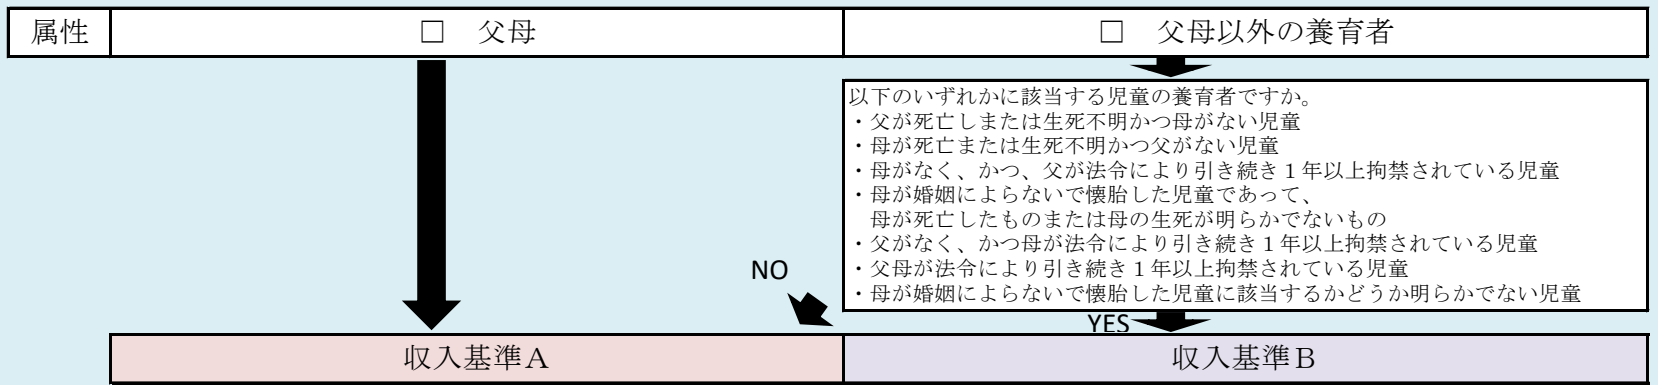 属性
□　父母
□　父母以外の養育者
以下のいずれかに該当する児童の養育者ですか。
・父が死亡しまたは生死不明かつ母がない児童
・母が死亡または生死不明かつ父がない児童
・母がなく、かつ、父が法令により引き続き１年以上拘禁されている児童
・母が婚姻によらないで懐胎した児童であって、
　母が死亡したものまたは母の生死が明らかでないもの
・父がなく、かつ母が法令により引き続き１年以上拘禁されている児童
・父母が法令により引き続き１年以上拘禁されている児童
・母が婚姻によらないで懐胎した児童に該当するかどうか明らかでない児童
NO
YES
収入基準Ａ
収入基準Ｂ